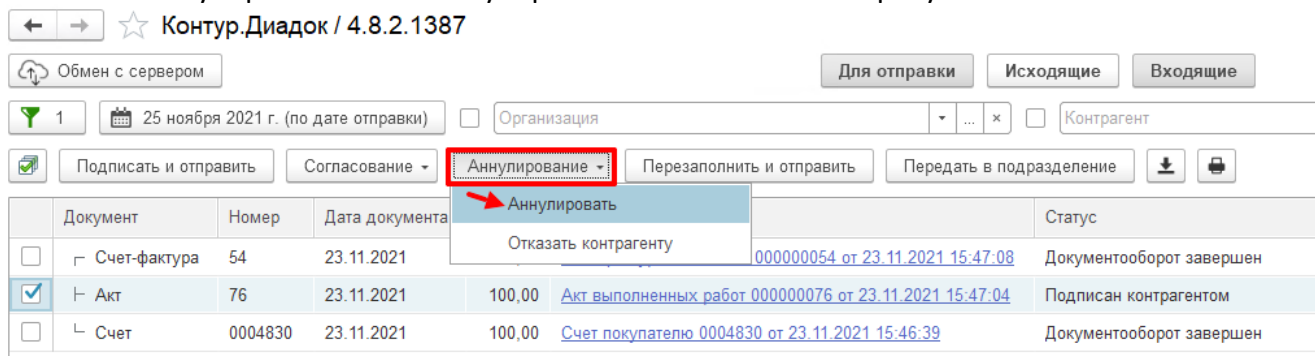 Контур.Диадок / 4.8.2.1387
Обмен с сервером Для отправки Исходящие Входящие
1 25 ноября 2021 г. (по дате отправки) Организация ... × Контрагент
Подписать и отправить Согласование Аннулирование Перезаполнить и отправить Передать в подразделение
Аннулировать
Отказать контрагенту
Документ Номер Дата документа Статус
Счет-фактура 54 23.11.2021 000000054 от 23.11.2021 15:47:08 Документооборот завершен
Акт 76 23.11.2021 100,00 Акт выполненных работ 000000076 от 23.11.2021 15:47:04 Подписан контрагентом
Счет 0004830 23.11.2021 100,00 Счет покупателю 0004830 от 23.11.2021 15:46:39 Документооборот завершен